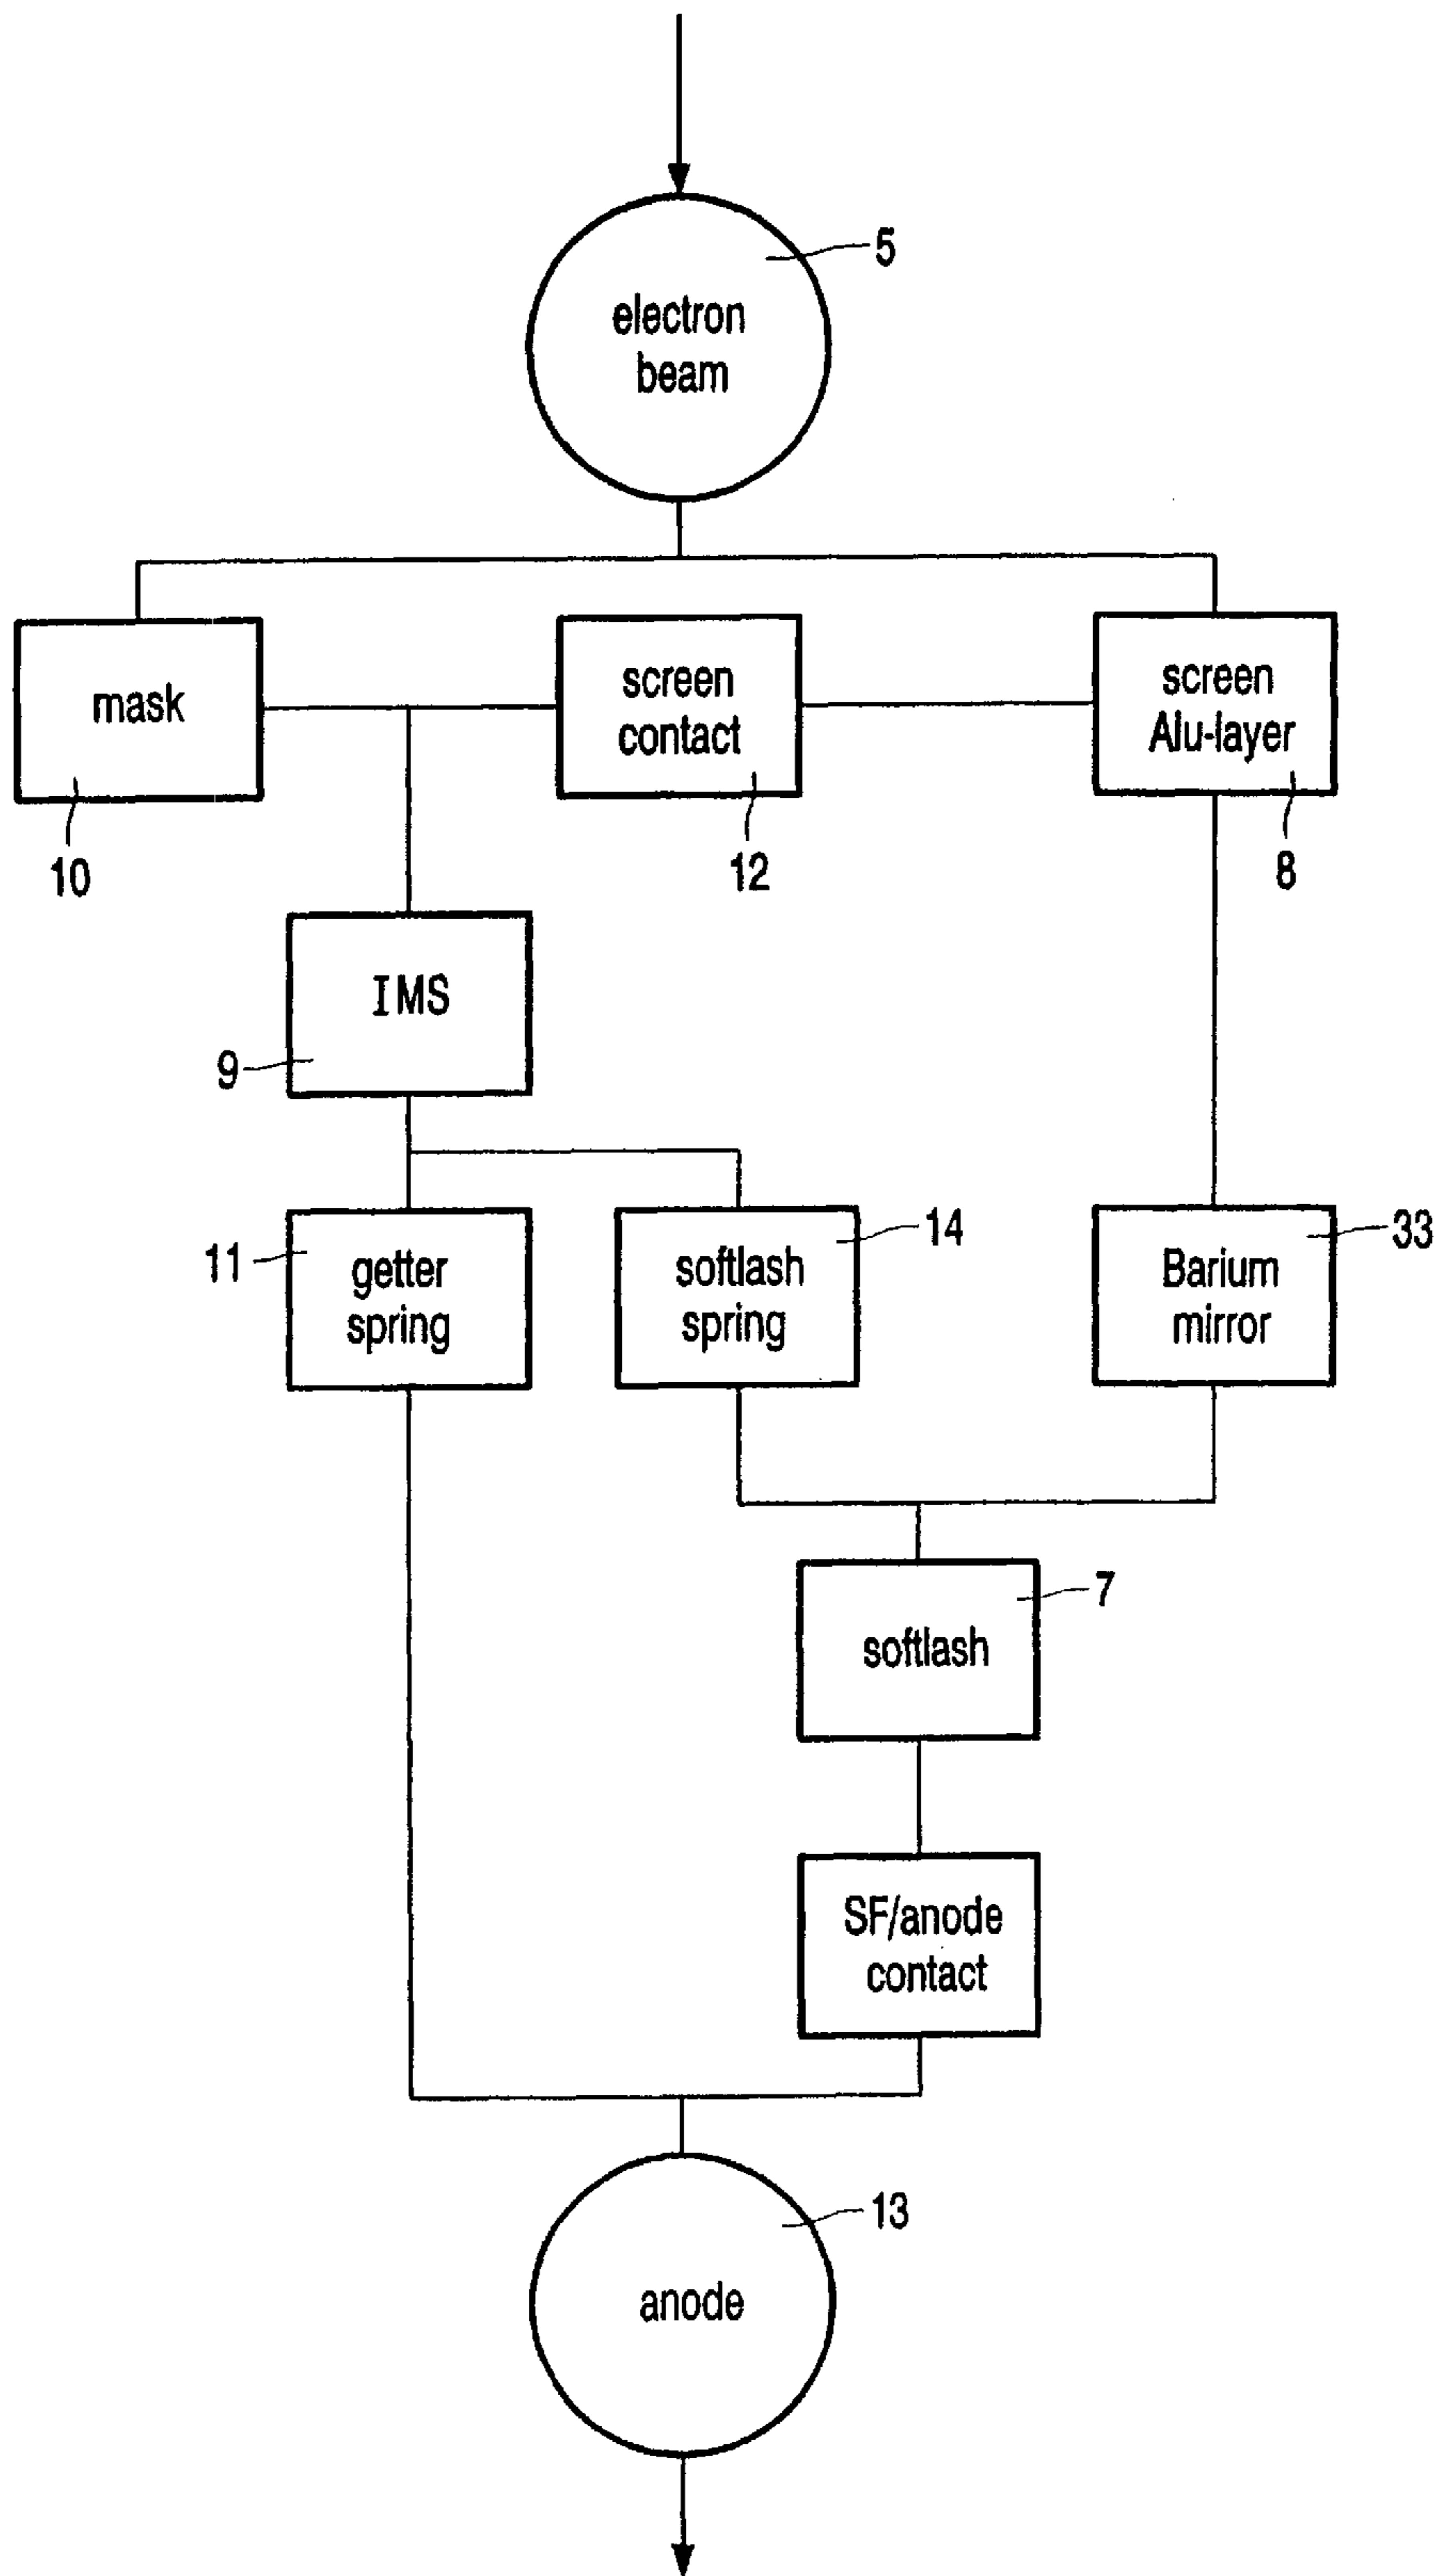 5
electron
beam
mask
screen
contact
screen
Alu-layer
10
12
8
IMS
9
11
getter
spring
softlash
spring
14
Barium
mirror
33
softlash
7
SF/anode
contact
13
anode